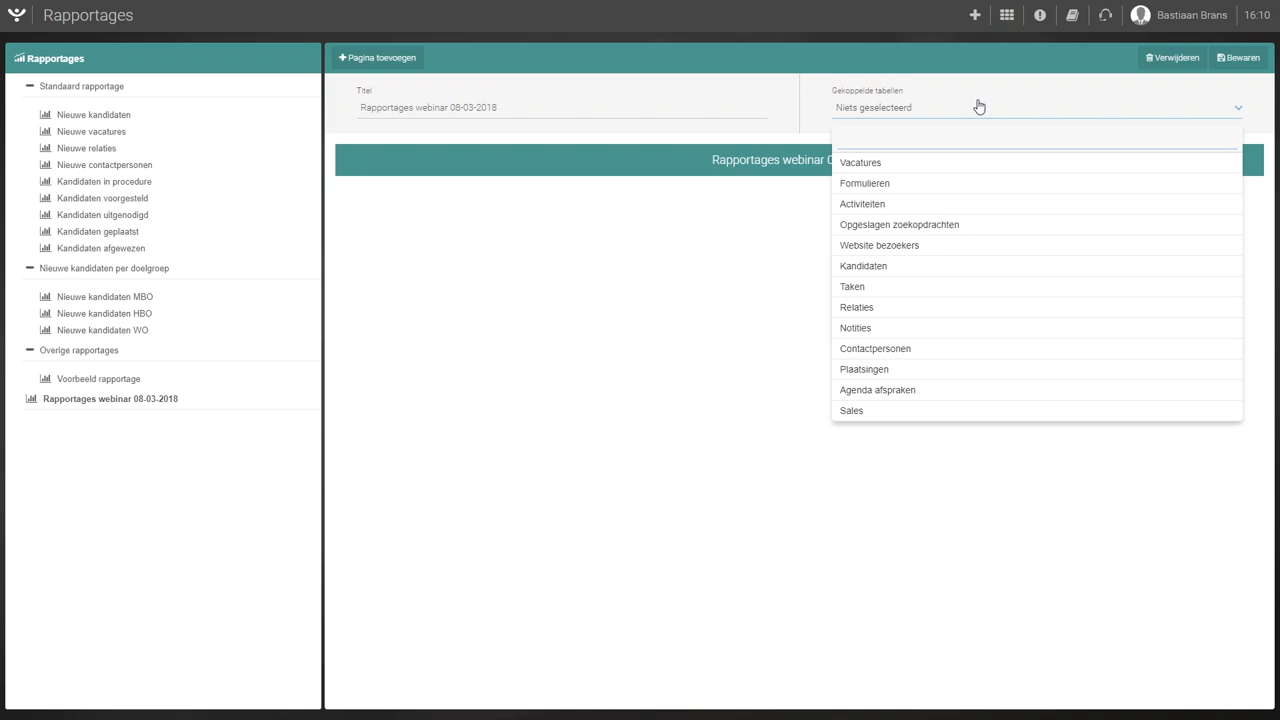 Rapportages
Bastiaan Brans
16:10
Rapportages
Standaard rapportage
Nieuwe kandidaten
Nieuwe vacatures
Nieuwe relaties
Nieuwe contactpersonen
Kandidaten in procedure
Kandidaten voorgesteld
Kandidaten uitgenodigd
Kandidaten geplaatst
Kandidaten afgewezen
Nieuwe kandidaten per doelgroep
Nieuwe kandidaten MBO
Nieuwe kandidaten HBO
Nieuwe kandidaten WO
Overige rapportages
Voorbeeld rapportage
Rapportages webinar 08-03-2018
Pagina toevoegen
Verwijderen
Bewaren
Titel
Rapportages webinar 08-03-2018
Gekoppelde tabellen
Niets geselecteerd
Rapportages webinar 0
Vacatures
Formulieren
Activiteiten
Opgeslagen zoekopdrachten
Website bezoekers
Kandidaten
Taken
Relaties
Notities
Contactpersonen
Plaatsingen
Agenda afspraken
Sales